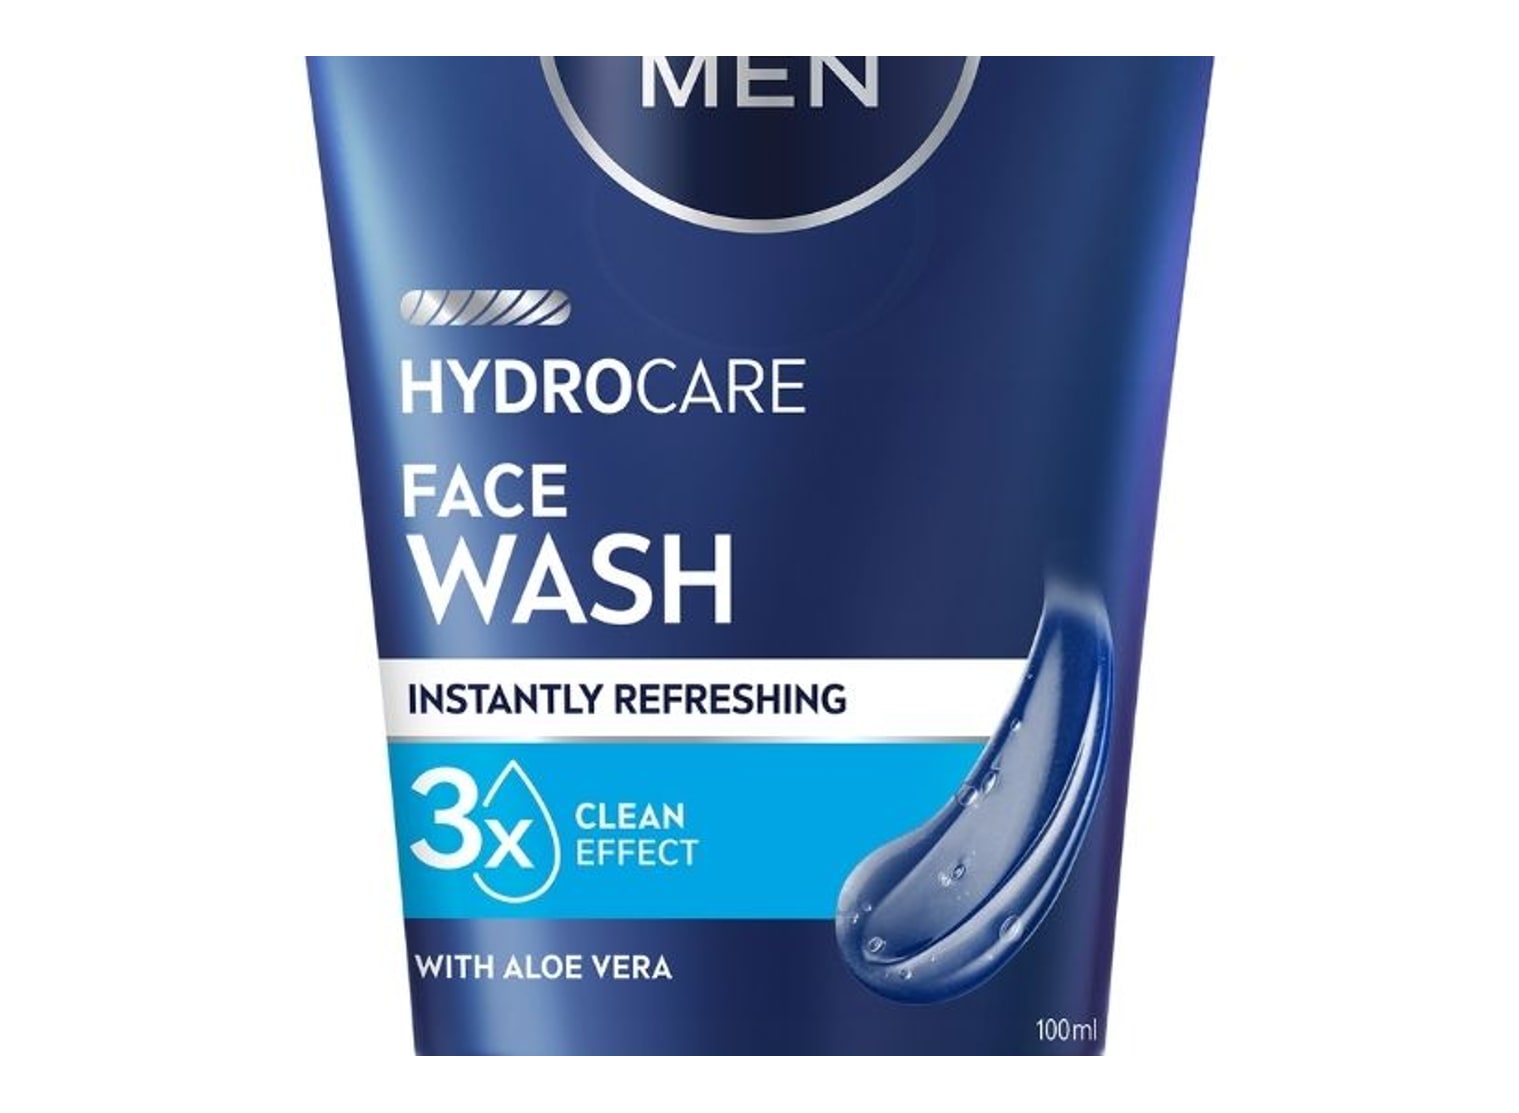 MEN
HYDROCARE
FACE
WASH
INSTANTLY REFRESHING
3x
CLEAN
EFFECT
WITH ALOE VERA
100ml